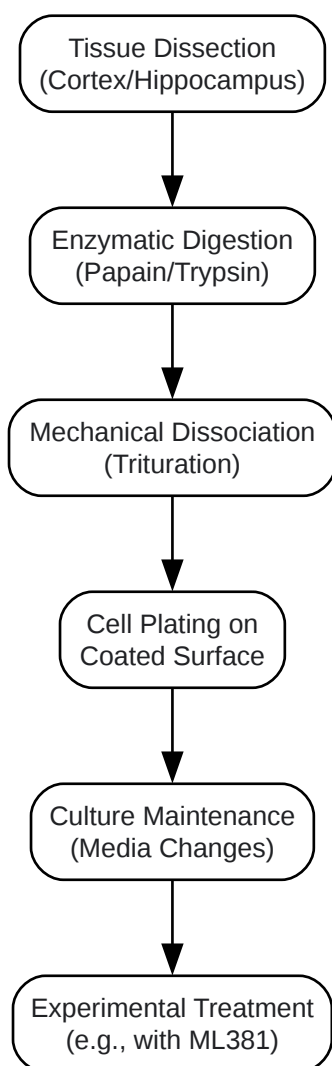 Tissue Dissection
(Cortex/Hippocampus)
Enzymatic Digestion
(Papain/Trypsin)
Mechanical Dissociation
(Trituration)
Cell Plating on
Coated Surface
Culture Maintenance
(Media Changes)
Experimental Treatment
(e.g., with ML381)